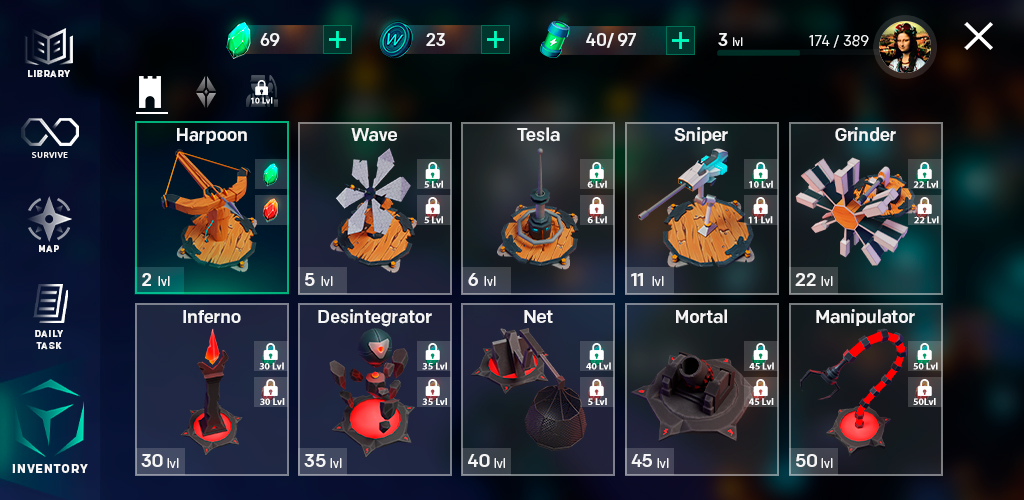 69
W
23
40/97
3 lvl
174 / 389
LIBRARY
SURVIVE
MAP
DAILY
TASK
INVENTORY
10 Lvl
Harpoon
2 lvl
Wave
5 Lvl
5 Lvl
5 lvl
Tesla
6 Lvl
6 Lvl
6 lvl
Sniper
10 Lvl
11 Lvl
11 lvl
Grinder
22 Lvl
22 Lvl
22 lvl
Inferno
30 Lvl
30 Lvl
30 lvl
Desintegrator
35 Lvl
35 Lvl
35 lvl
Net
40 Lvl
5 Lvl
40 lvl
Mortal
45 Lvl
45 Lvl
45 lvl
Manipulator
50 Lvl
50Lvl
50 lvl